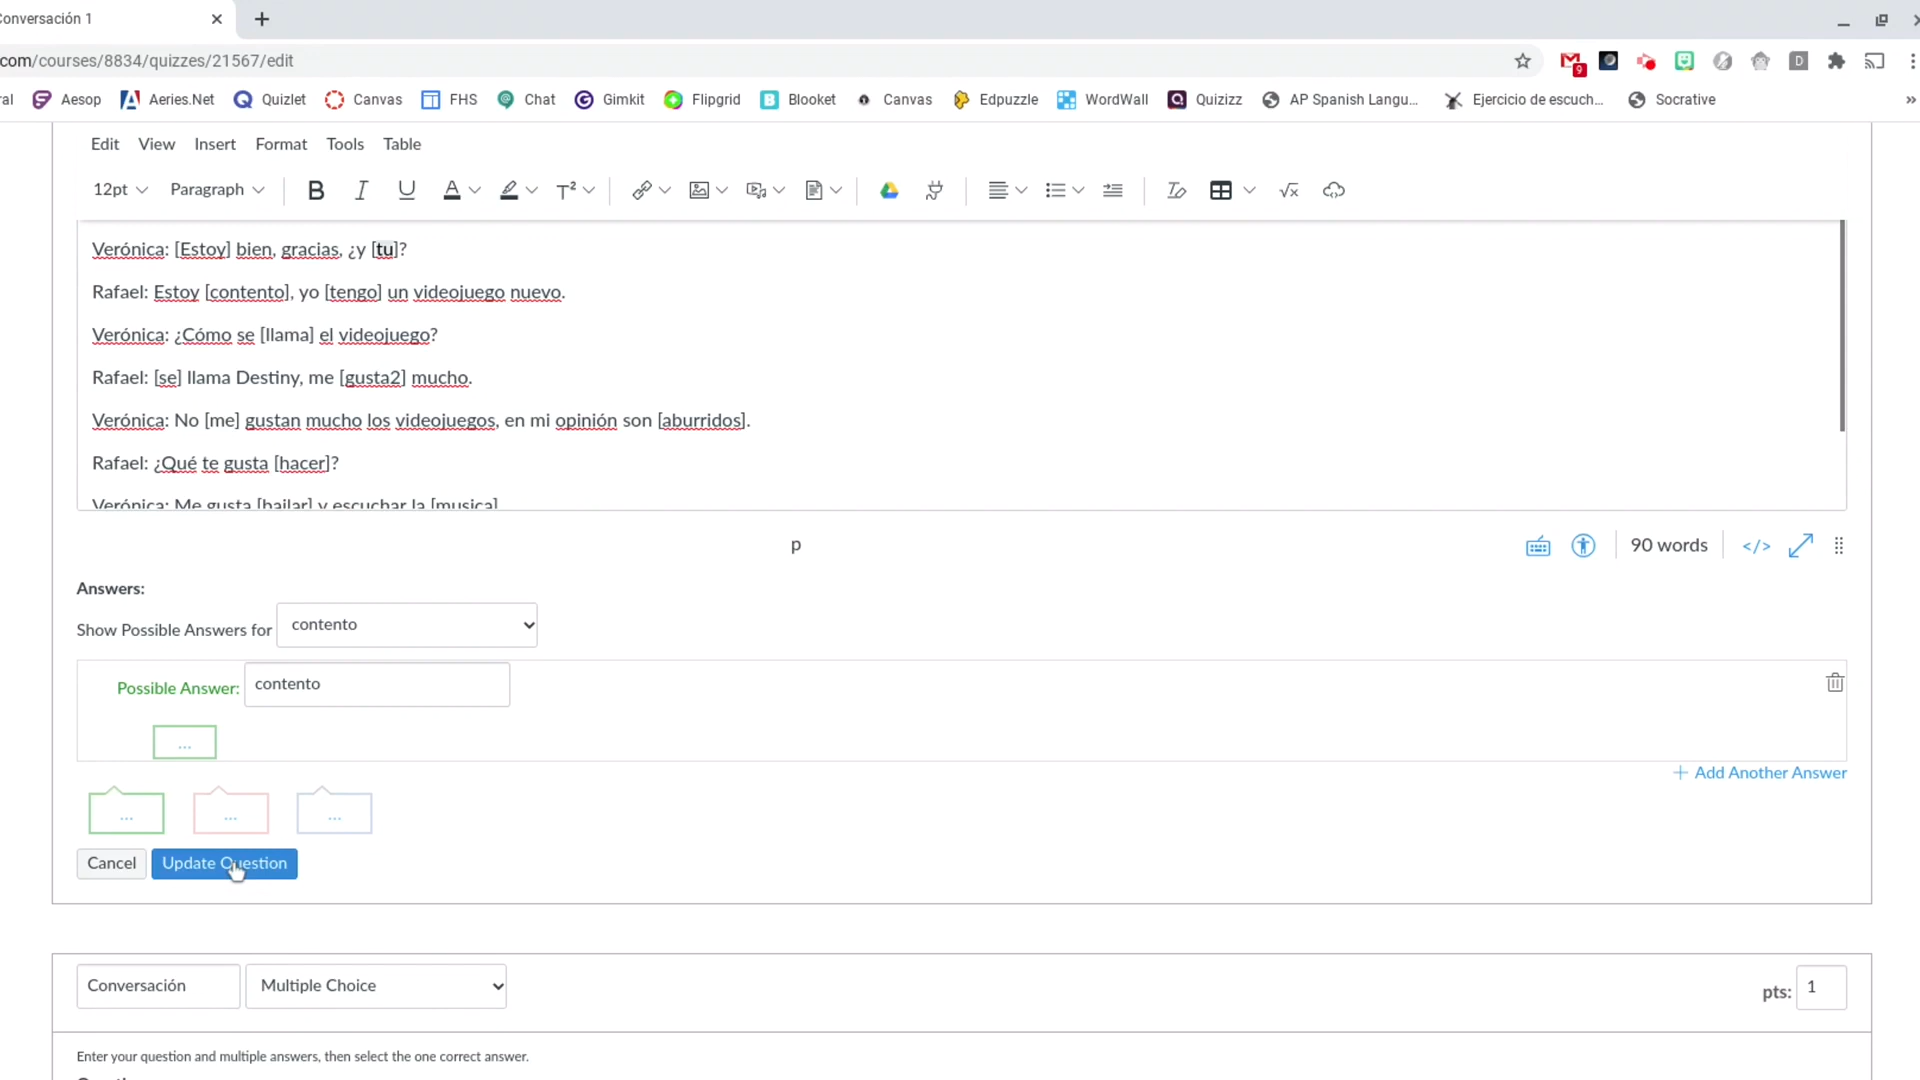 Conversación 1
com/courses/8834/quizzes/21567/edit
9
D
ral Aesop Aeries.Net Quizlet Canvas FHS Chat Gimkit Flipgrid Blooket Canvas Edpuzzle WordWall Quizizz AP Spanish Langu... Ejercicio de escuch... Socrative »
Edit View Insert Format Tools Table
12pt Paragraph B I U A T² √x
Verónica: [Estoy] bien, gracias, ¿y [tu]?
Rafael: Estoy [contento], yo [tengo] un videojuego nuevo.
Verónica: ¿Cómo se [llama] el videojuego?
Rafael: [se] llama Destiny, me [gusta2] mucho.
Verónica: No [me] gustan mucho los videojuegos, en mi opinión son [aburridos].
Rafael: ¿Qué te gusta [hacer]?
Verónica: Me gusta [bailar] y escuchar la [musica]
p 90 words </>
Answers:
Show Possible Answers for contento
Possible Answer: contento
...
+ Add Another Answer
... ... ...
Cancel Update Question
Conversación Multiple Choice pts: 1
Enter your question and multiple answers, then select the one correct answer.